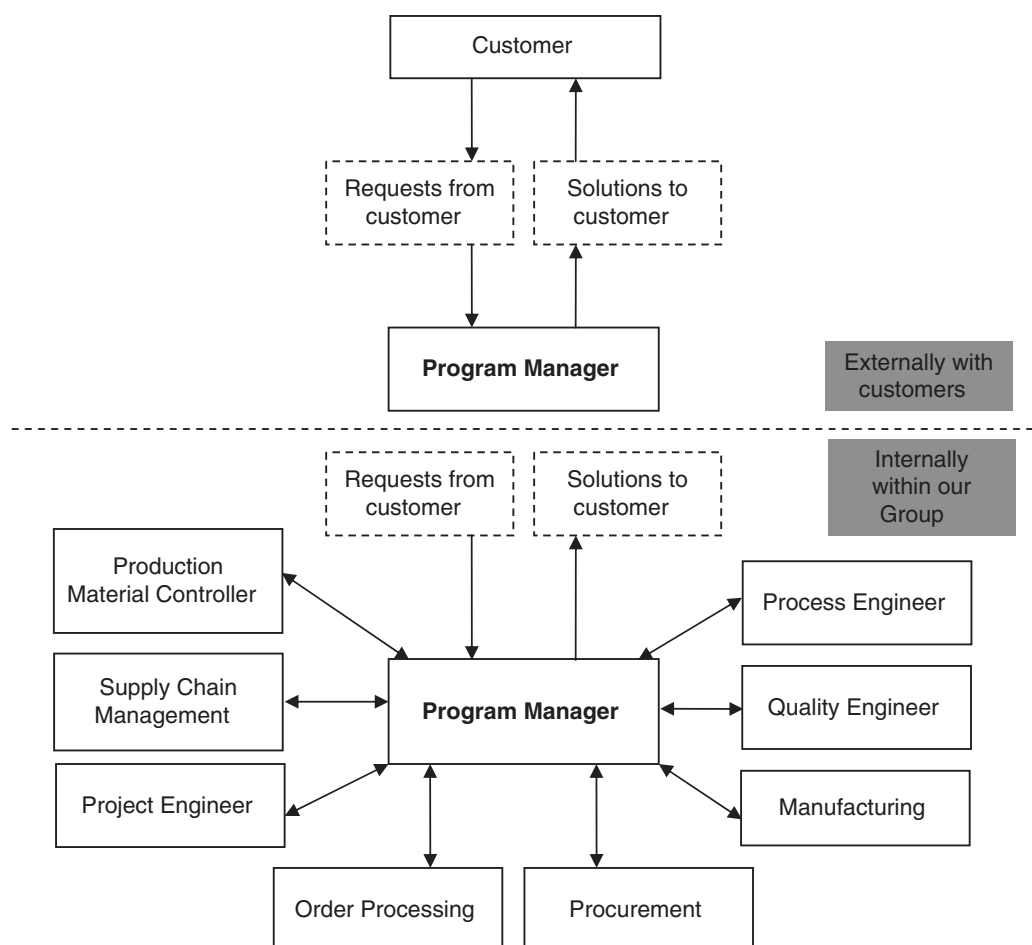 Customer
Requests from
customer
Solutions to
customer
Program Manager
Externally with
customers
Requests from
customer
Solutions to
customer
Internally
within our
Group
Production
Material Controller
Process Engineer
Supply Chain
Management
Program Manager
Quality Engineer
Project Engineer
Manufacturing
Order Processing
Procurement